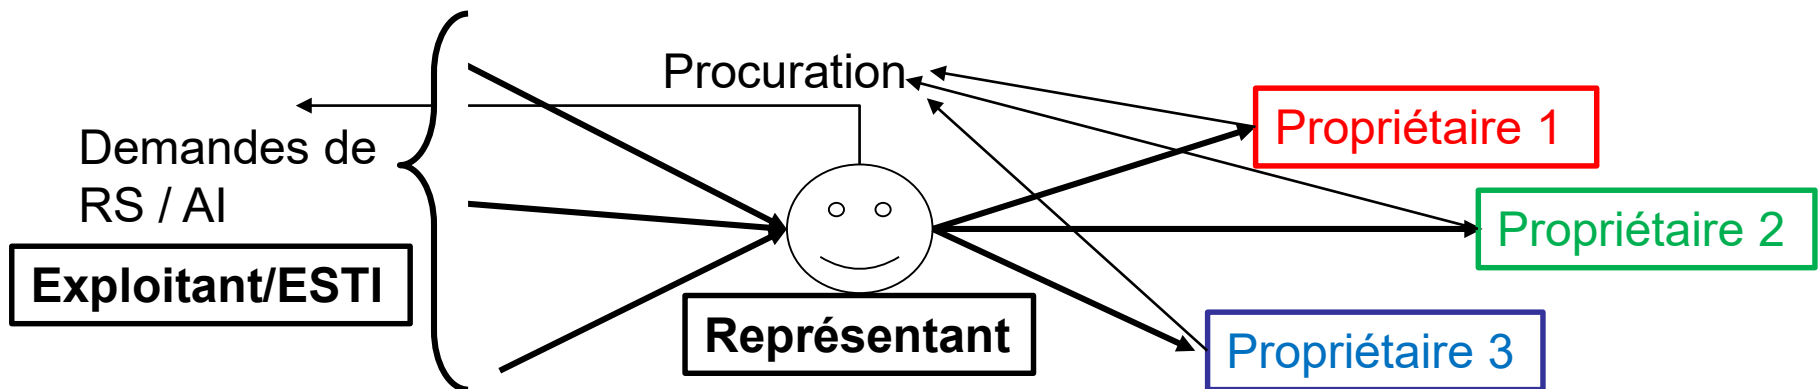 Procuration
Demandes de
RS / AI
Exploitant/ESTI
Représentant
Propriétaire 1
Propriétaire 2
Propriétaire 3